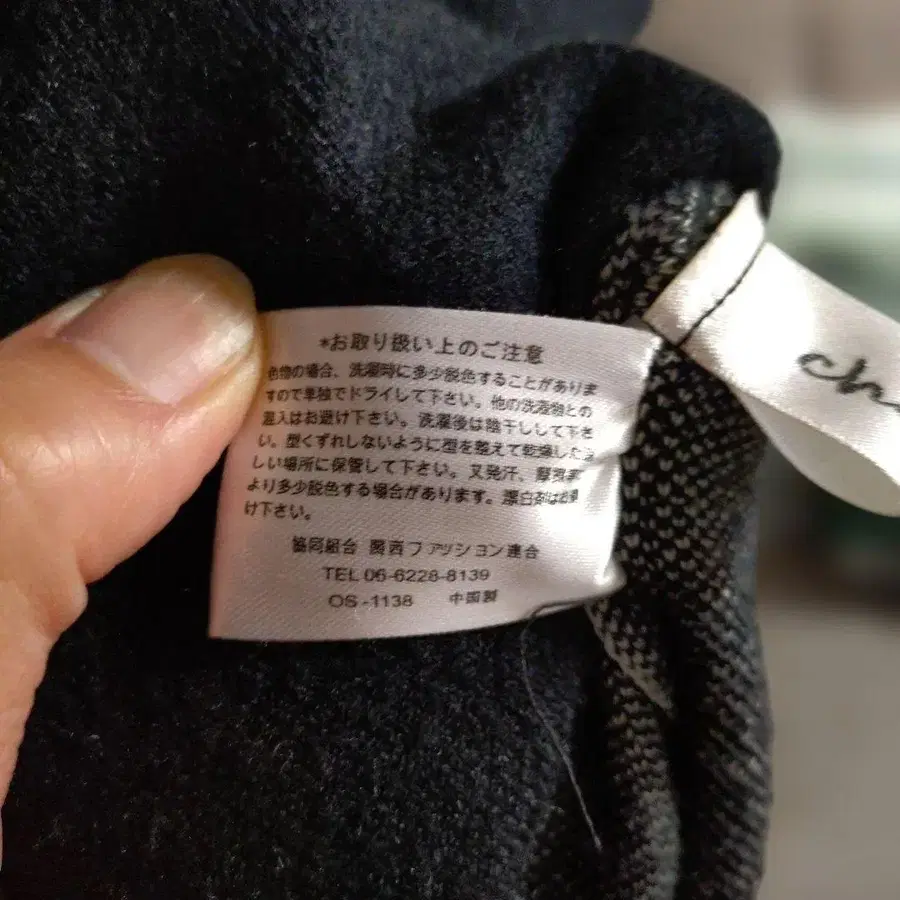 *お取り扱い上のご注意
色物の場合、洗濯時に多少脱色することがありま
すので単独でドライして下さい。他の洗濯物との
混入はお避け下さい。洗濯後は陰干しして下さ
い。型くずれしないように型を整えて乾燥した涼
しい場所に保管して下さい。又発汗、摩擦等に
より多少脱色する場合があります。漂白剤はお避
け下さい。
協同組合 関西ファッション連合
TEL 06-6228-8139
OS-1138 中国製